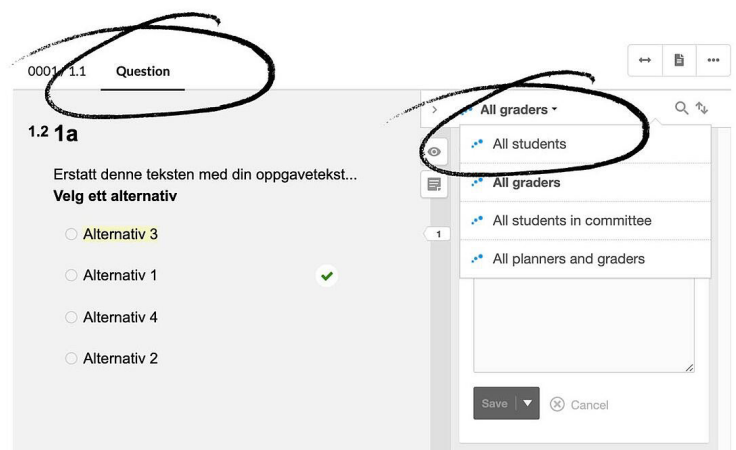 0001 / 1.1 Question
1.2 1a
Erstatt denne teksten med din oppgavetekst...
Velg ett alternativ
Alternativ 3
Alternativ 1
Alternativ 4
Alternativ 2
All graders
All students
All graders
All students in committee
All planners and graders
1
Save
Cancel